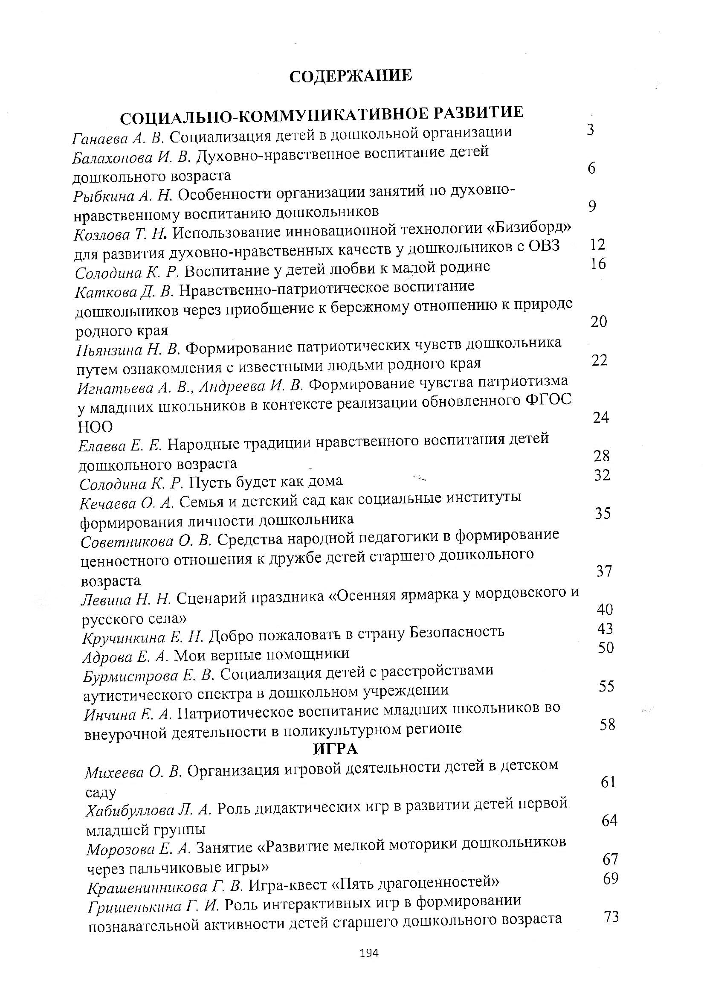 СОДЕРЖАНИЕ
СОЦИАЛЬНО-КОММУНИКАТИВНОЕ РАЗВИТИЕ
Ганаева А. В. Социализация детей в дошкольной организации 3
Балахонова И. В. Духовно-нравственное воспитание детей
дошкольного возраста 6
Рыбкина А. Н. Особенности организации занятий по духовно-
нравственному воспитанию дошкольников 9
Козлова Т. Н. Использование инновационной технологии «Бизиборд»
для развития духовно-нравственных качеств у дошкольников с ОВЗ 12
Солодина К. Р. Воспитание у детей любви к малой родине 16
Каткова Д. В. Нравственно-патриотическое воспитание
дошкольников через приобщение к бережному отношению к природе
родного края 20
Пьянзина Н. В. Формирование патриотических чувств дошкольника
путем ознакомления с известными людьми родного края 22
Игнатьева А. В., Андреева И. В. Формирование чувства патриотизма
у младших школьников в контексте реализации обновленного ФГОС
НОО 24
Елаева Е. Е. Народные традиции нравственного воспитания детей
дошкольного возраста 28
Солодина К. Р. Пусть будет как дома 32
Кечаева О. А. Семья и детский сад как социальные институты
формирования личности дошкольника 35
Советникова О. В. Средства народной педагогики в формирование
ценностного отношения к дружбе детей старшего дошкольного
возраста 37
Левина Н. Н. Сценарий праздника «Осенняя ярмарка у мордовского и
русского села» 40
Кручинкина Е. Н. Добро пожаловать в страну Безопасность 43
Адрова Е. А. Мои верные помощники 50
Бурмистрова Е. В. Социализация детей с расстройствами
аутистического спектра в дошкольном учреждении 55
Инчина Е. А. Патриотическое воспитание младших школьников во
внеурочной деятельности в поликультурном регионе 58
ИГРА
Михеева О. В. Организация игровой деятельности детей в детском
саду 61
Хабибуллова Л. А. Роль дидактических игр в развитии детей первой
младшей группы 64
Морозова Е. А. Занятие «Развитие мелкой моторики дошкольников
через пальчиковые игры» 67
Крашенинникова Г. В. Игра-квест «Пять драгоценностей» 69
Гришенькина Г. И. Роль интерактивных игр в формировании
познавательной активности детей старшего дошкольного возраста 73
194